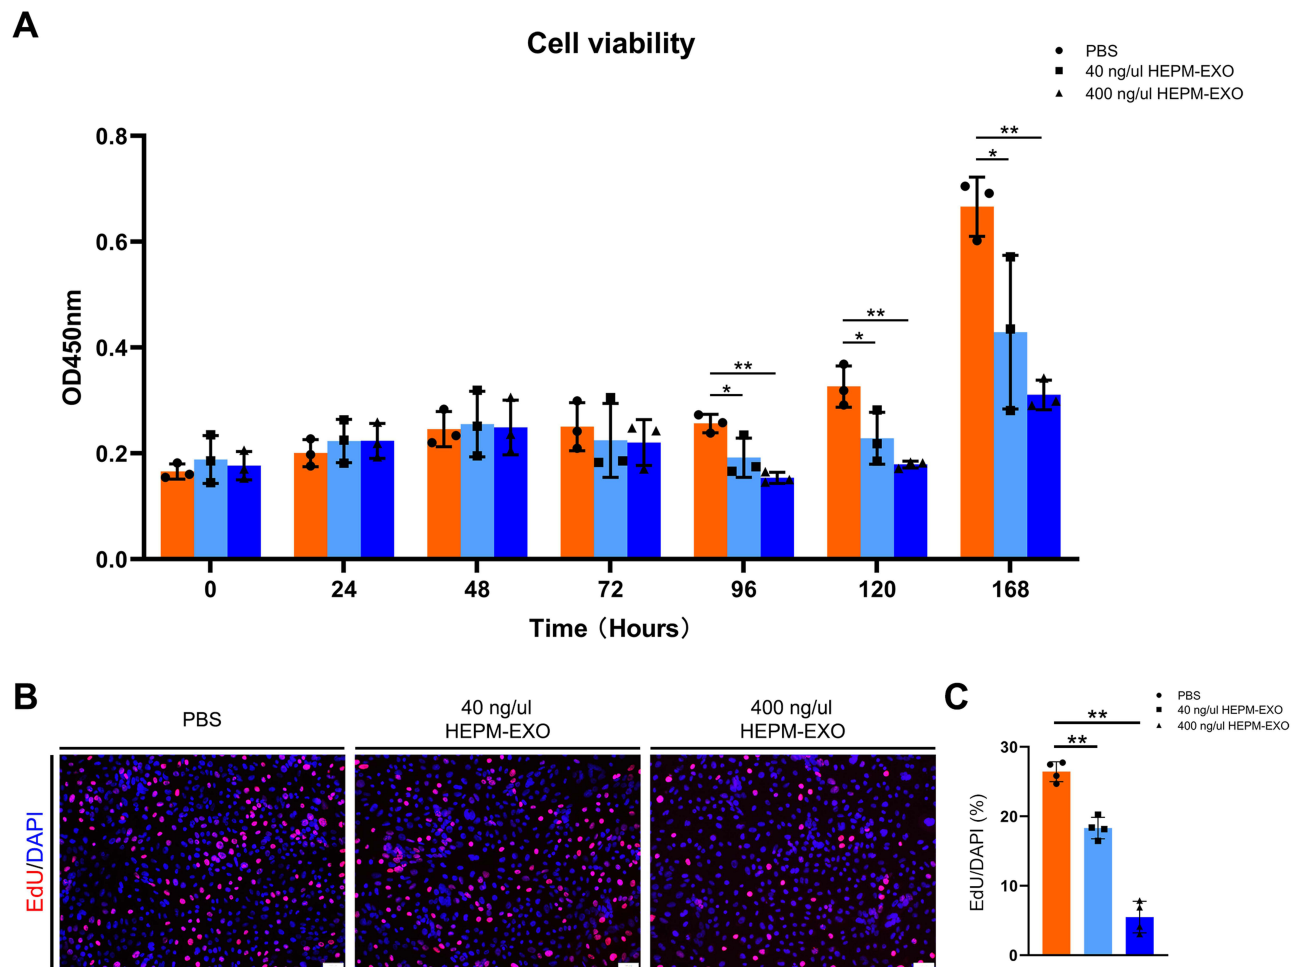 A
Cell viability
PBS
40 ng/ul HEPM-EXO
400 ng/ul HEPM-EXO
OD450nm
0.8
0.6
0.4
0.2
0.0
**
*
**
*
**
*
0
24
48
72
96
120
168
Time（Hours）
B
PBS
40 ng/ul
HEPM-EXO
400 ng/ul
HEPM-EXO
EdU/DAPI
C
PBS
40 ng/ul HEPM-EXO
400 ng/ul HEPM-EXO
EdU/DAPI (%)
30
20
10
0
**
**